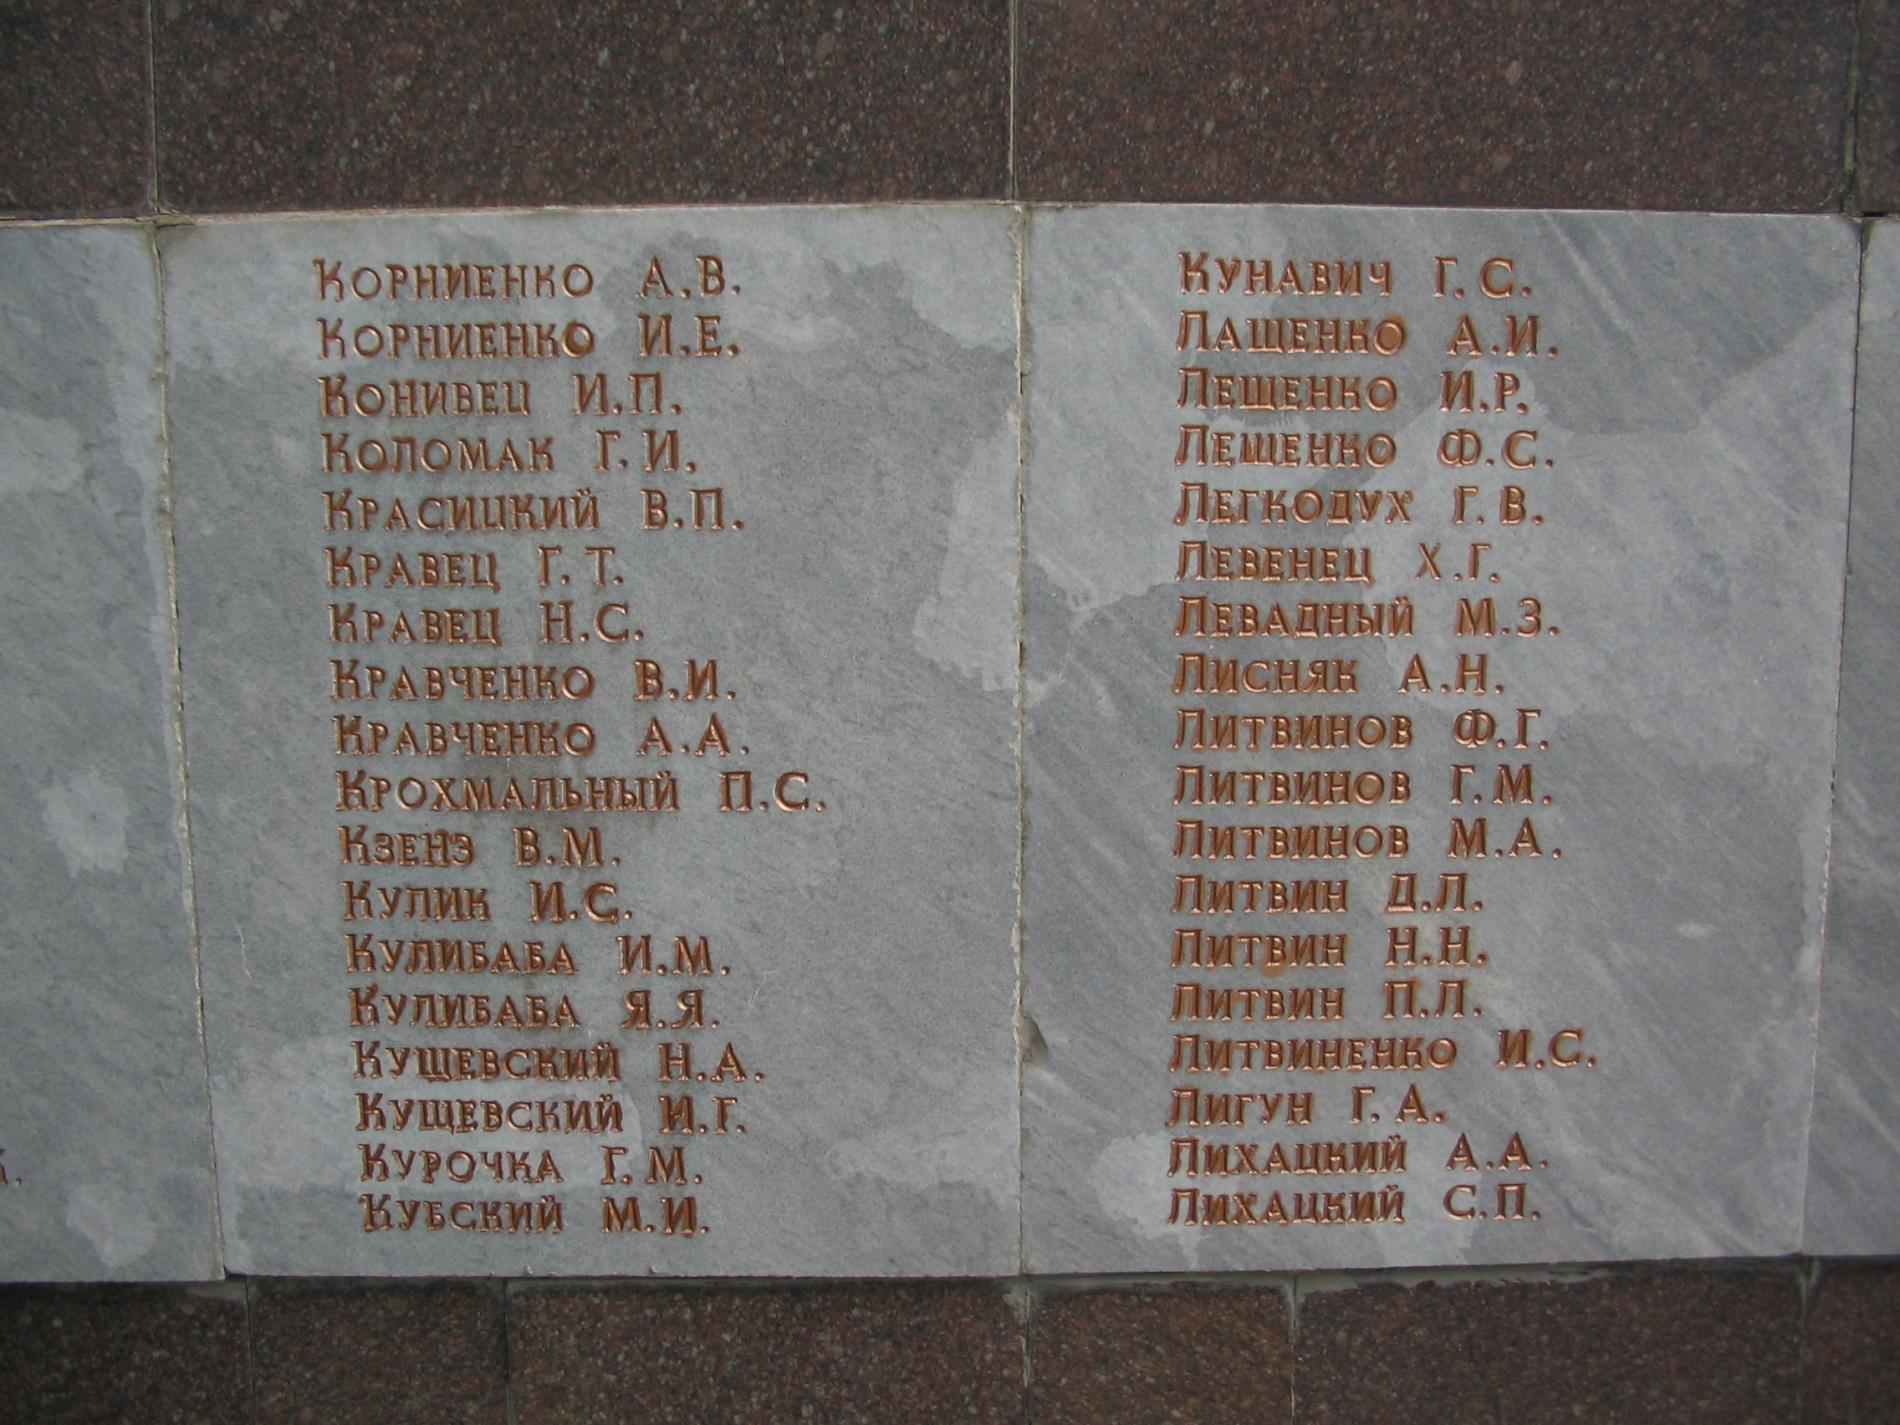 КОРНИЕНКО А.В.
КОРНИЕНКО И.Е.
КОНИВЕЦ И.П.
КОЛОМАК Г.И.
КРАСИЦКИЙ В.П.
КРАВЕЦ Г.Т.
КРАВЕЦ Н.С.
КРАВЧЕНКО В.И.
КРАВЧЕНКО А.А.
КРОХМАЛЬНЫЙ П.С.
КЗЕНЗ В.М.
КУЛИК И.С.
КУЛИБАБА И.М.
КУЛИБАБА Я.Я.
КУЩЕВСКИЙ Н.А.
КУЩЕВСКИЙ И.Г.
КУРОЧКА Г.М.
КУБСКИЙ М.И.
КУНАВИЧ Г.С.
ЛАЩЕНКО А.И.
ЛЕЩЕНКО И.Р.
ЛЕЩЕНКО Ф.С.
ЛЕГКОДУХ Г.В.
ЛЕВЕНЕЦ Х.Г.
ЛЕВАДНЫЙ М.З.
ЛИСНЯК А.Н.
ЛИТВИНОВ Ф.Г.
ЛИТВИНОВ Г.М.
ЛИТВИНОВ М.А.
ЛИТВИН Д.Л.
ЛИТВИН Н.Н.
ЛИТВИН П.Л.
ЛИТВИНЕНКО И.С.
ЛИГУН Г.А.
ЛИХАЦКИЙ А.А.
ЛИХАЦКИЙ С.П.